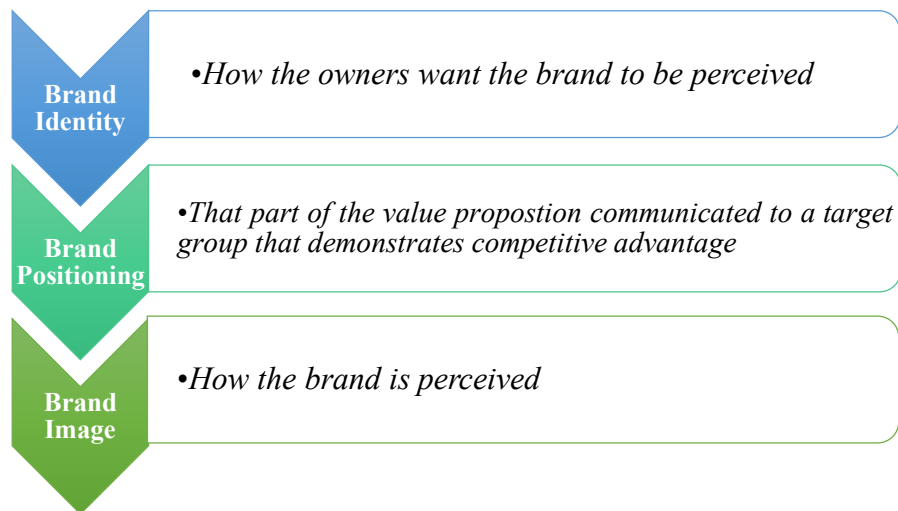 Brand
Identity
•How the owners want the brand to be perceived
Brand
Positioning
•That part of the value propostion communicated to a target
group that demonstrates competitive advantage
Brand
Image
•How the brand is perceived